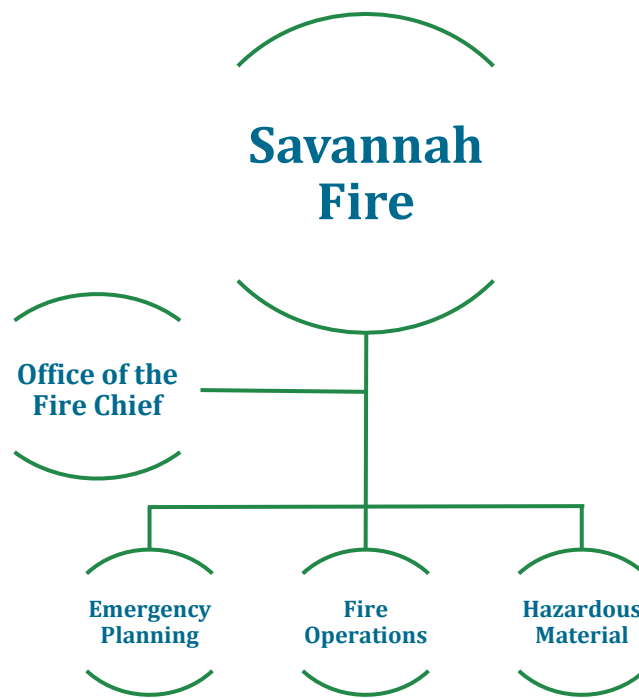 Savannah
Fire
Office of the
Fire Chief
Emergency
Planning
Fire
Operations
Hazardous
Material